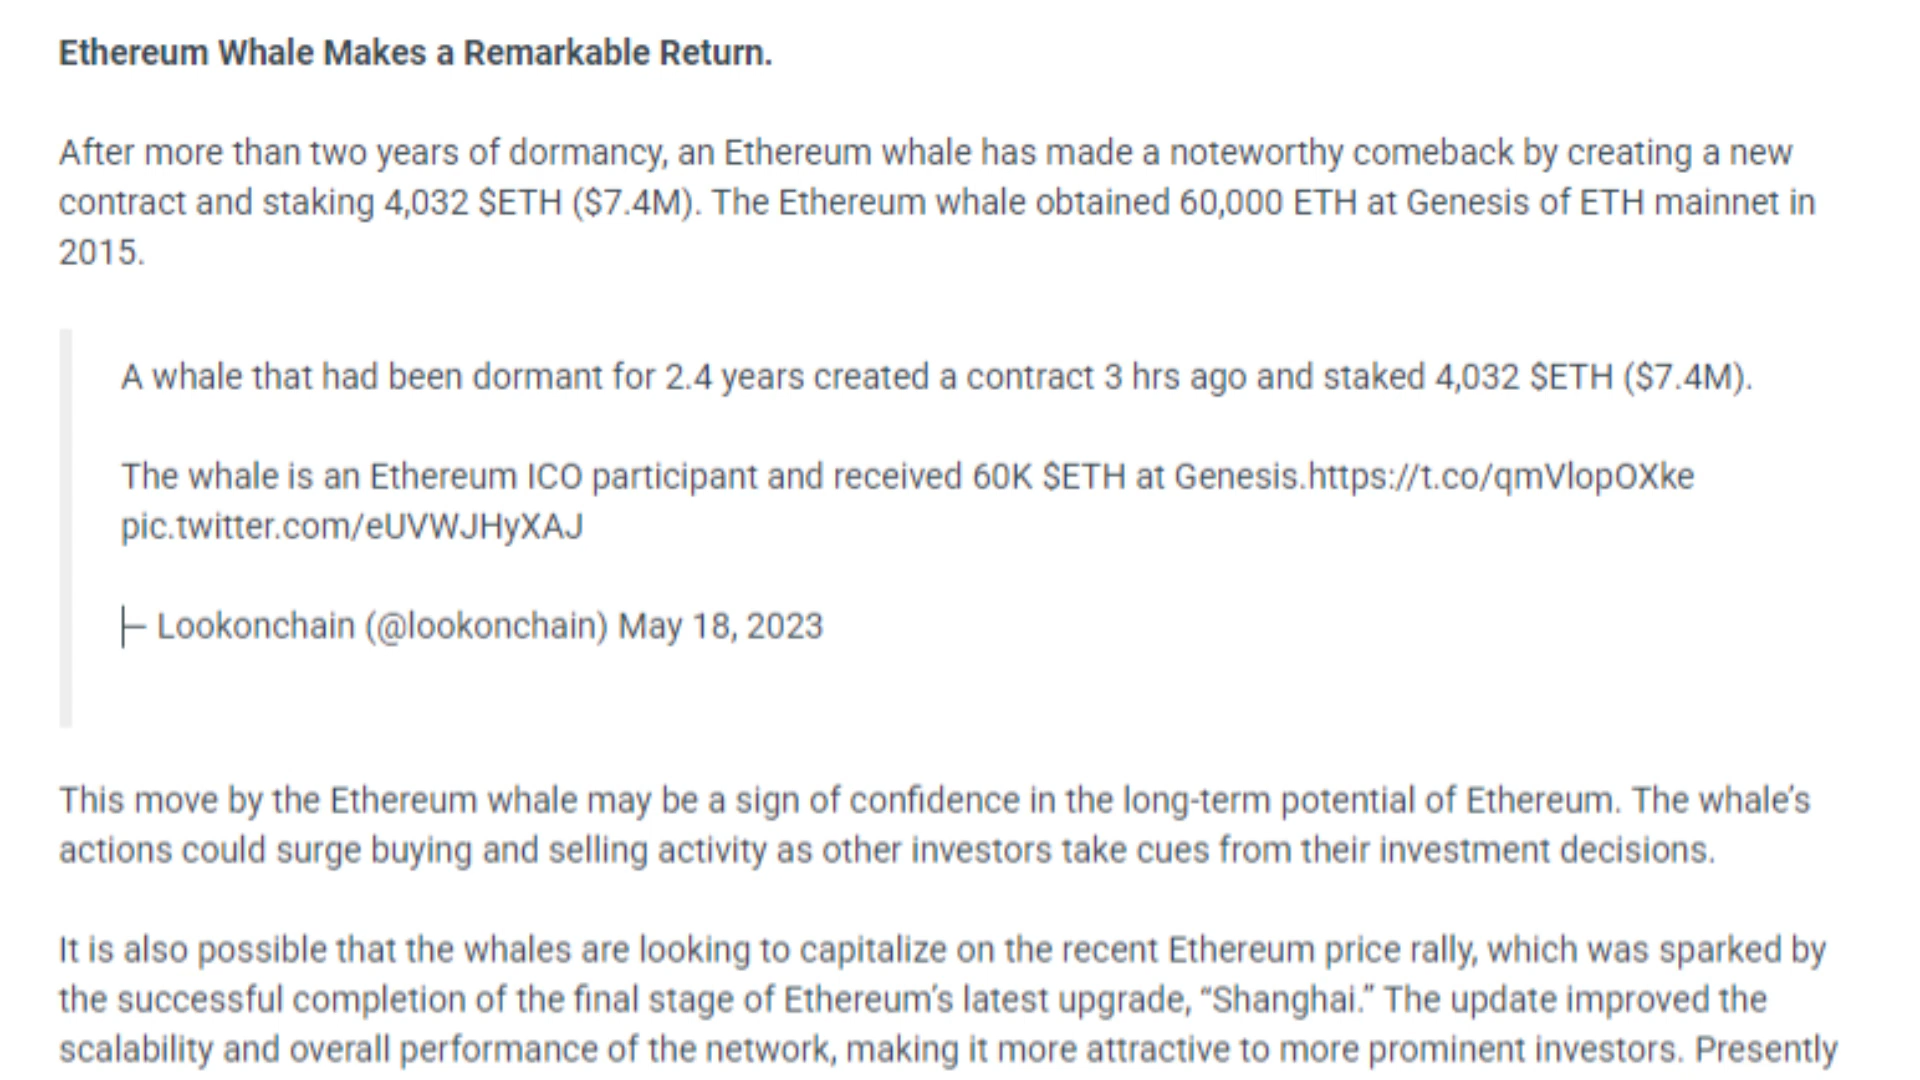 Ethereum Whale Makes a Remarkable Return.
After more than two years of dormancy, an Ethereum whale has made a noteworthy comeback by creating a new
contract and staking 4,032 $ETH ($7.4M). The Ethereum whale obtained 60,000 ETH at Genesis of ETH mainnet in
2015.
A whale that had been dormant for 2.4 years created a contract 3 hrs ago and staked 4,032 $ETH ($7.4M).
The whale is an Ethereum ICO participant and received 60K $ETH at Genesis.https://t.co/qmVlopOXke
pic.twitter.com/eUVWJHyXAJ
— Lookonchain (@lookonchain) May 18, 2023
This move by the Ethereum whale may be a sign of confidence in the long-term potential of Ethereum. The whale’s
actions could surge buying and selling activity as other investors take cues from their investment decisions.
It is also possible that the whales are looking to capitalize on the recent Ethereum price rally, which was sparked by
the successful completion of the final stage of Ethereum’s latest upgrade, “Shanghai.” The update improved the
scalability and overall performance of the network, making it more attractive to more prominent investors. Presently